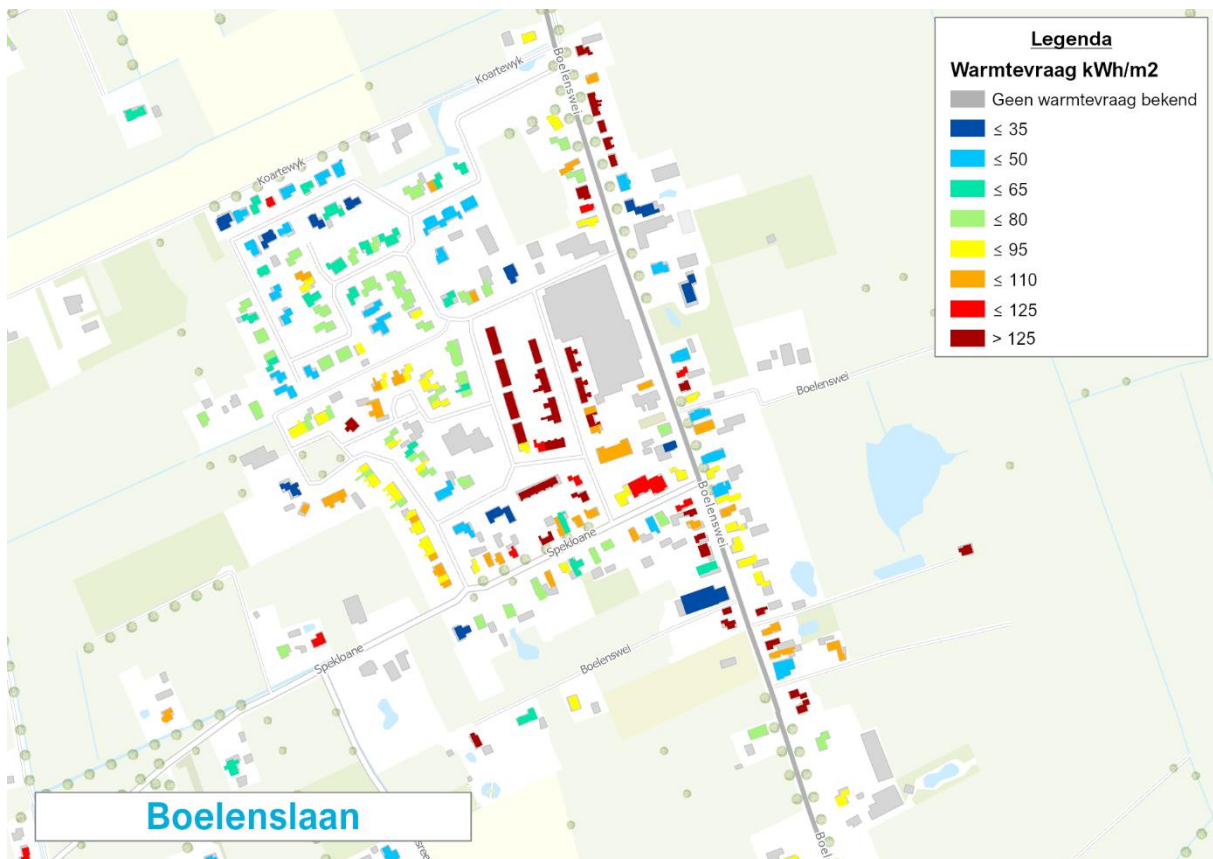 Legenda
Warmtevraag kWh/m2
Geen warmtevraag bekend
≤ 35
≤ 50
≤ 65
≤ 80
≤ 95
≤ 110
≤ 125
> 125
Koartewyk
Boelenswei
Koartewyk
Boelenswei
Boelenswei
Spekloane
Spekloane
Boelenswei
Boelenslaan